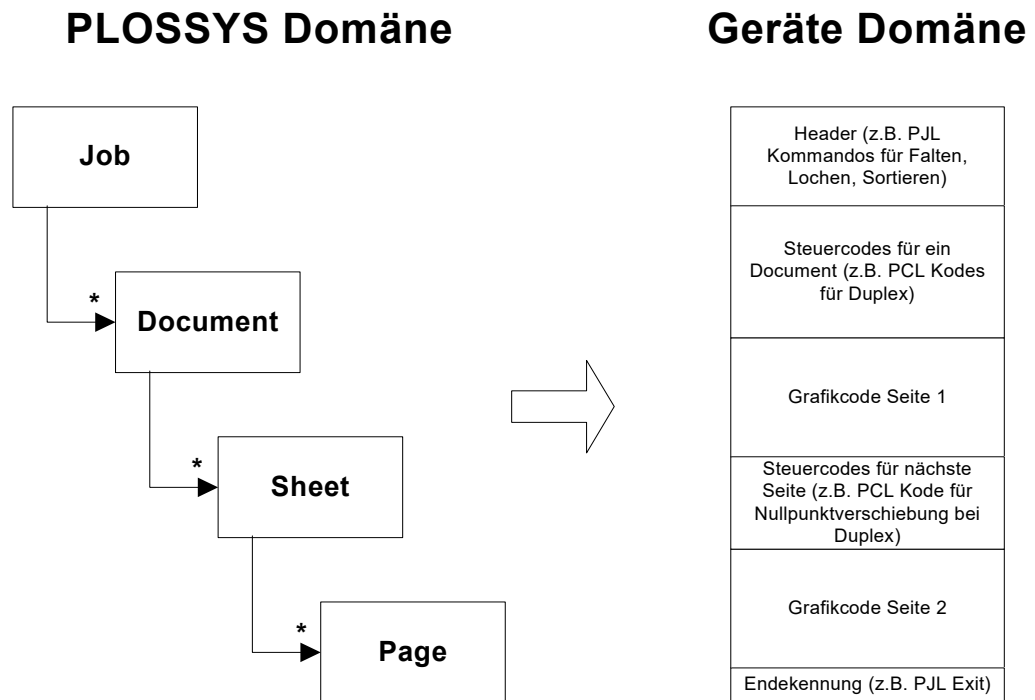 PLOSSYS Domäne
Geräte Domäne
Job
*
Document
*
Sheet
*
Page
Header (z.B. PJL
Kommandos für Falten,
Lochen, Sortieren)
Steuercodes für ein
Document (z.B. PCL Kodes
für Duplex)
Grafikcode Seite 1
Steuercodes für nächste
Seite (z.B. PCL Kode für
Nullpunktverschiebung bei
Duplex)
Grafikcode Seite 2
Endekennung (z.B. PJL Exit)